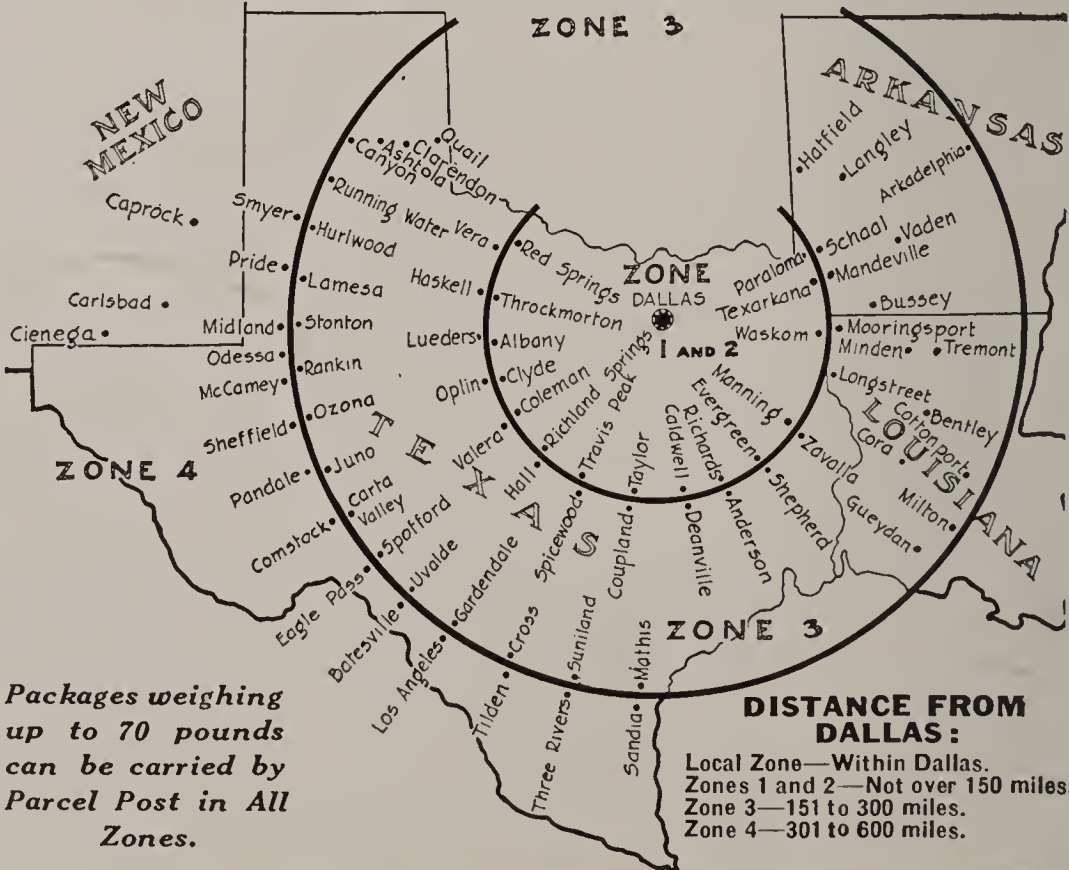 ZONE 3
NEW
MEXICO
ARKANSAS
Quail
Clarendon
Ashtola
Canyon
Hatfield
Langley
Arkadelphia
Caprock
Smyer
Running Water
Vera
Red Springs
Hurlwood
Schaal
Vaden
Pride
Lamesa
Haskell
Throckmorton
ZONE
DALLAS
1 AND 2
Paraloma
Texarkana
Mandeville
Bussey
Carlsbad
Cienega
Midland
Stonton
Lueders
Albany
Waskom
Mooringsport
Minden
Tremont
Odessa
Rankin
McCamey
Clyde
Oplin
Coleman
Richland Springs
Travis Peak
Manning
Evergreen
Richards
Caldwell
Longstreet
Bentley
Cottonport
Cora
LOUISIANA
Ozona
Sheffield
TEXAS
Valera
Hall
Taylor
Zavalla
Gueydan
Milton
ZONE 4
Pandale
Juno
Carta
Valley
Comstock
Spofford
Spicewood
Coupland
Deanville
Anderson
Shepherd
Eagle Pass
Uvalde
Batesville
Gardendale
Los Angeles
Cross
Tilden
Suniland
Three Rivers
Mathis
Sandia
ZONE 3
Packages weighing
up to 70 pounds
can be carried by
Parcel Post in All
Zones.
DISTANCE FROM
DALLAS:
Local Zone—Within Dallas.
Zones 1 and 2—Not over 150 miles.
Zone 3—151 to 300 miles.
Zone 4—301 to 600 miles.